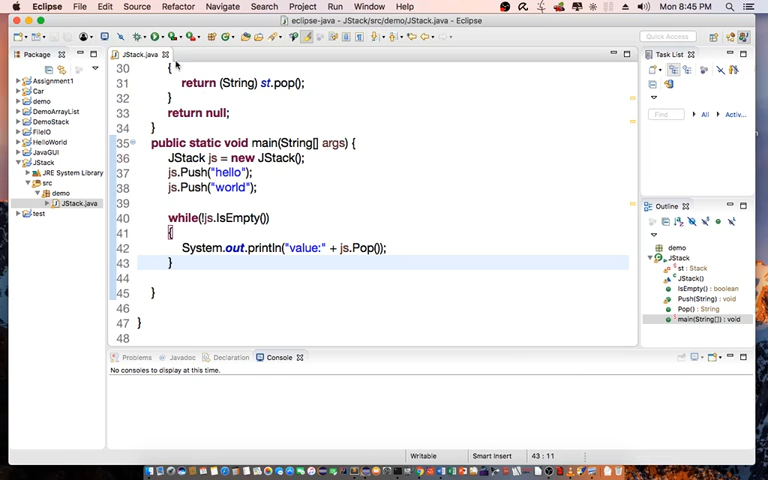 Eclipse File Edit Source Refactor Navigate Search Project Run Window Help Mon 8:45 PM
eclipse-java - JStack/src/demo/JStack.java - Eclipse
Quick Access
Package
Assignment1
Car
demo
DemoArrayList
DemoStack
FileIO
HelloWorld
JavaGUI
JStack
JRE System Library
src
demo
JStack.java
test
JStack.java
30 {
31 return (String) st.pop();
32 }
33 return null;
34 }
35 public static void main(String[] args) {
36 JStack js = new JStack();
37 js.Push("hello");
38 js.Push("world");
39
40 while(!js.IsEmpty())
41 {
42 System.out.println("value:" + js.Pop());
43 }
44
45 }
46
47 }
48
Task List
Find All Activ...
Outline
demo
JStack
st : Stack
JStack()
IsEmpty() : boolean
Push(String) : void
Pop() : String
main(String[]) : void
Problems Javadoc Declaration Console
No consoles to display at this time.
Writable Smart Insert 43 : 11